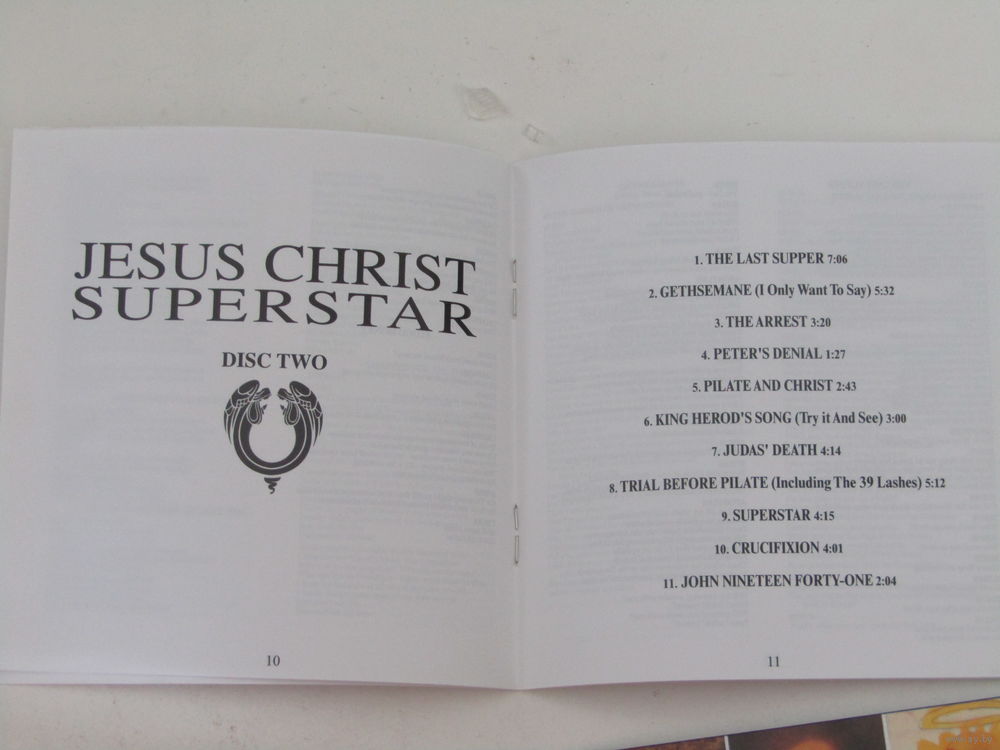 JESUS CHRIST
SUPERSTAR
DISC TWO
10
1. THE LAST SUPPER 7:06
2. GETHSEMANE (I Only Want To Say) 5:32
3. THE ARREST 3:20
4. PETER'S DENIAL 1:27
5. PILATE AND CHRIST 2:43
6. KING HEROD'S SONG (Try it And See) 3:00
7. JUDAS' DEATH 4:14
8. TRIAL BEFORE PILATE (Including The 39 Lashes) 5:12
9. SUPERSTAR 4:15
10. CRUCIFIXION 4:01
11. JOHN NINETEEN FORTY-ONE 2:04
11